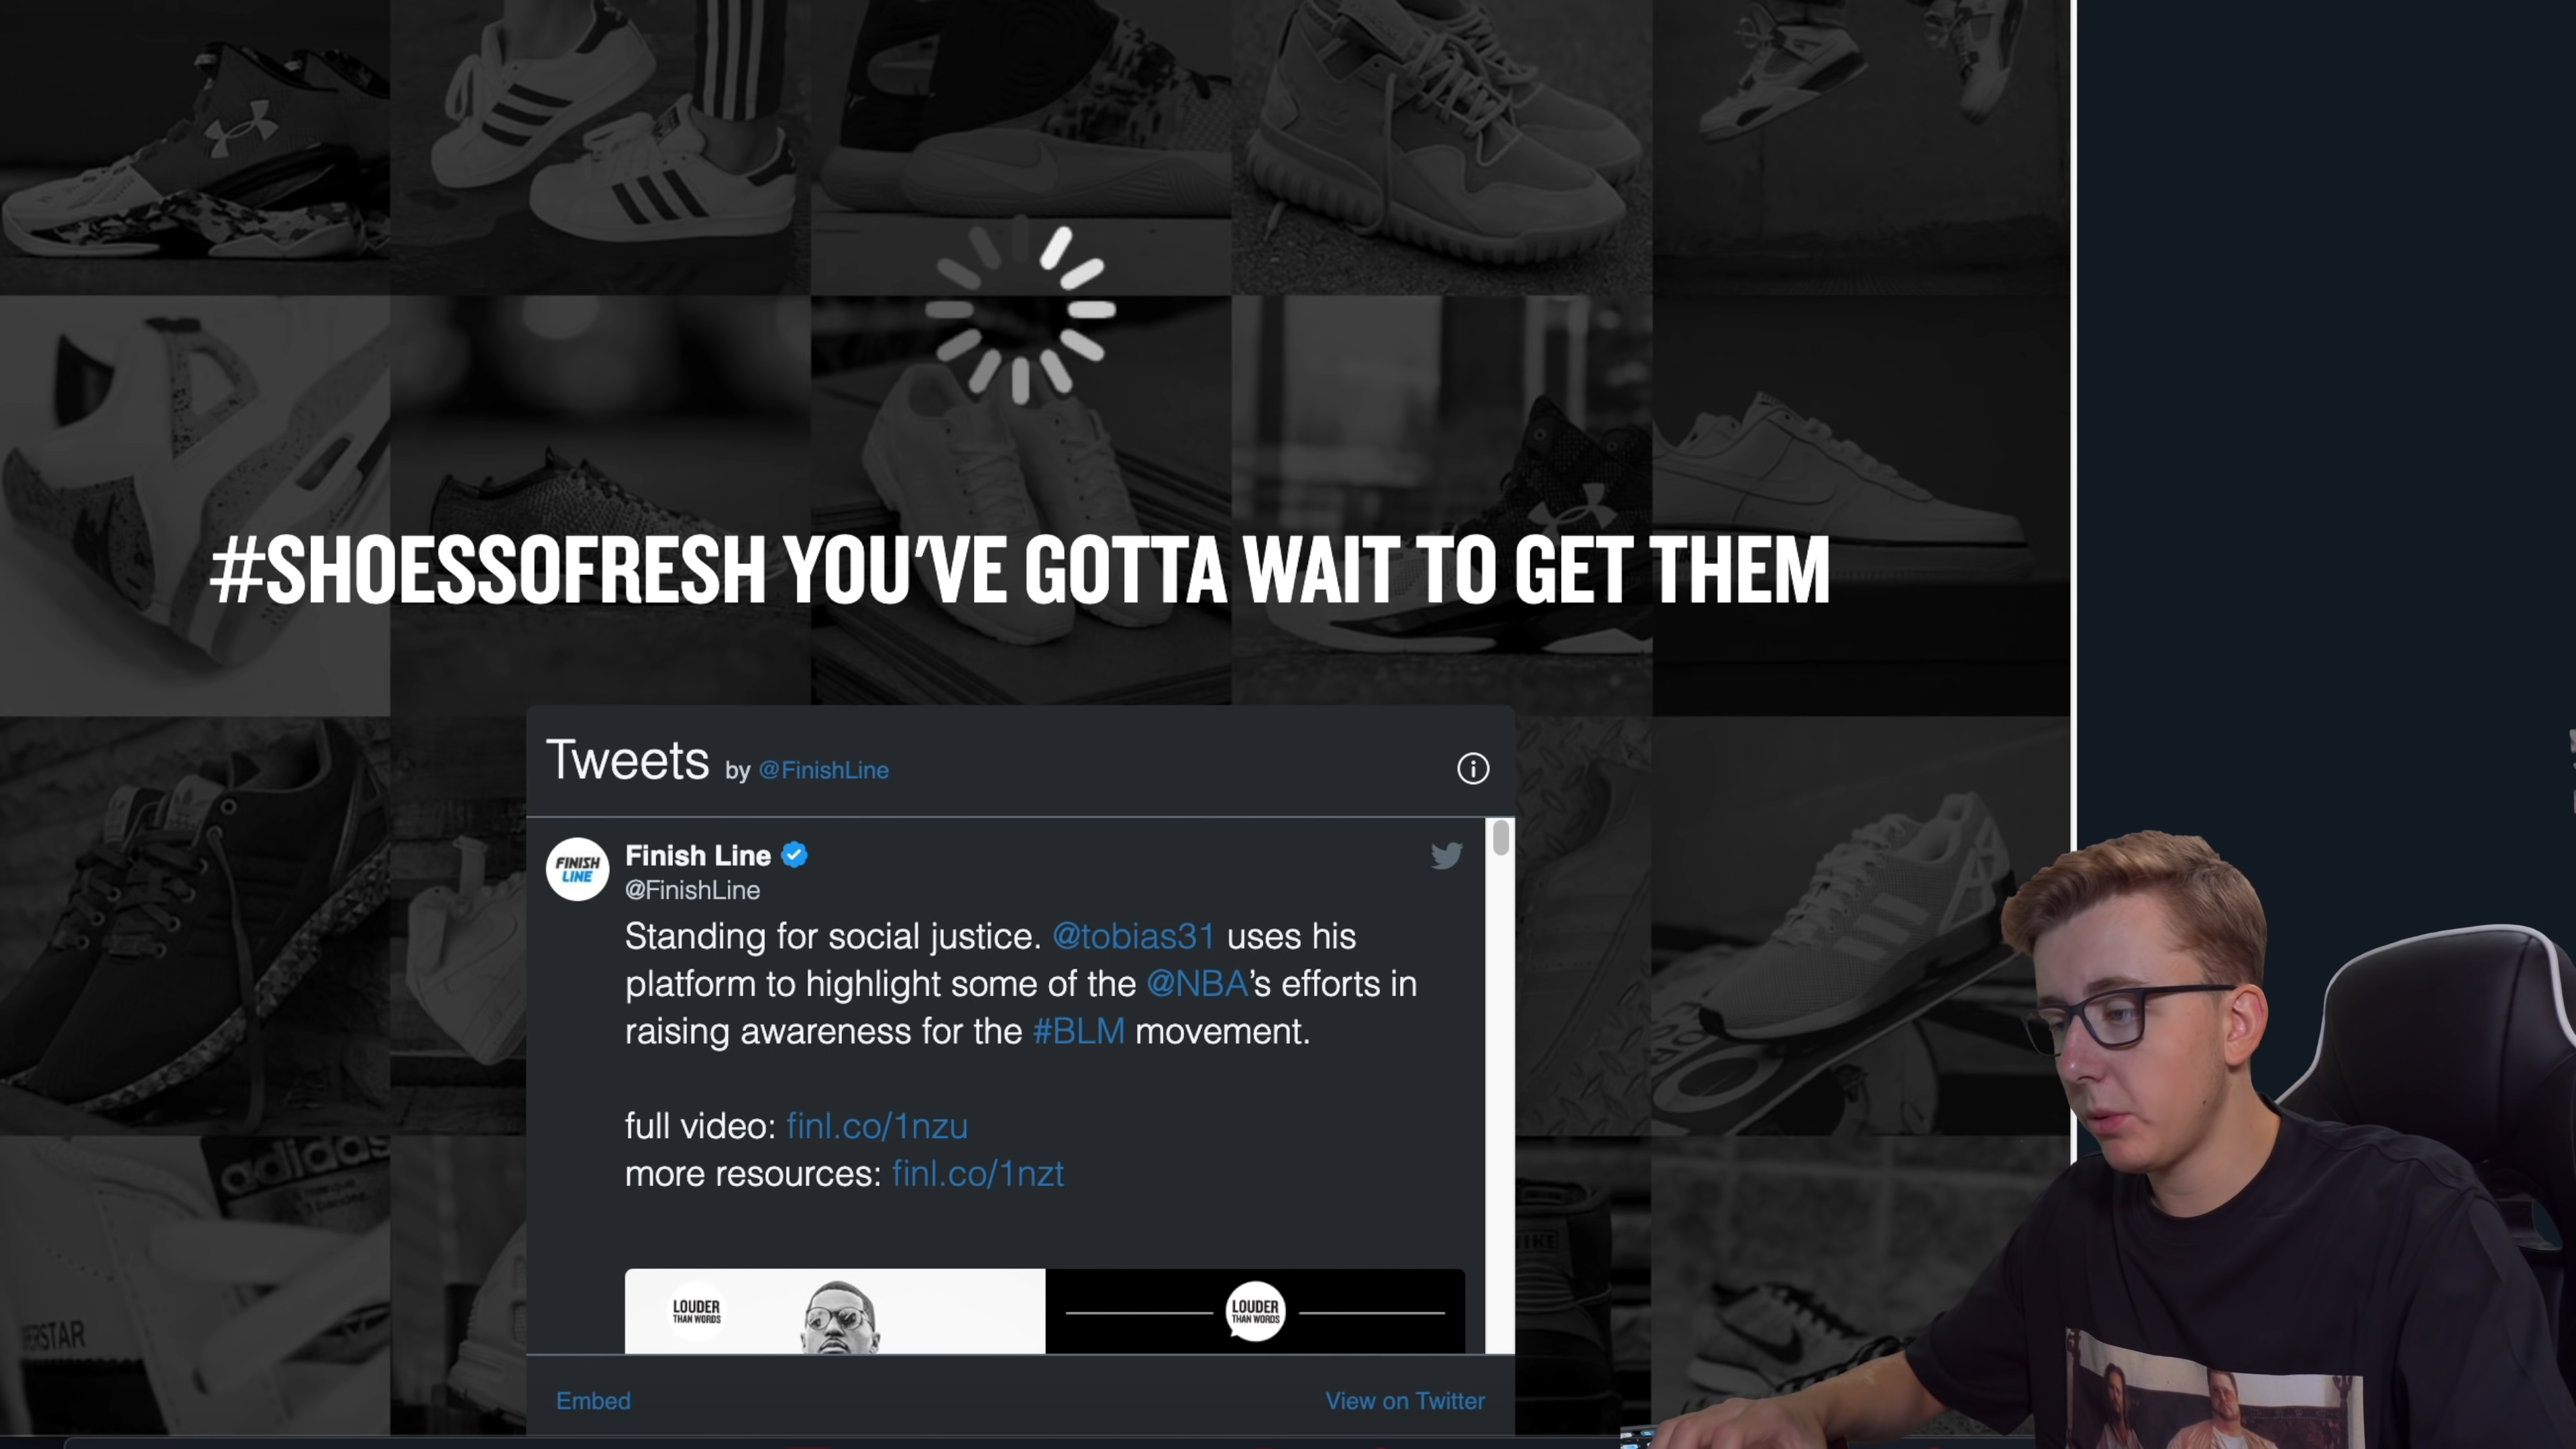 #SHOESSOFRESH YOU'VE GOTTA WAIT TO GET THEM
Tweets by @FinishLine
FINISH
LINE
Finish Line
@FinishLine
Standing for social justice. @tobias31 uses his
platform to highlight some of the @NBA's efforts in
raising awareness for the #BLM movement.
full video: finl.co/1nzu
more resources: finl.co/1nzt
LOUDER
THAN WORDS
LOUDER
THAN WORDS
Embed
View on Twitter
adidas
NIKE